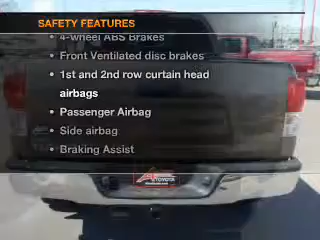 SAFETY FEATURES
• 4-wheel ABS Brakes
• Front Ventilated disc brakes
• 1st and 2nd row curtain head
airbags
• Passenger Airbag
• Side airbag
• Braking Assist
TOYOTA